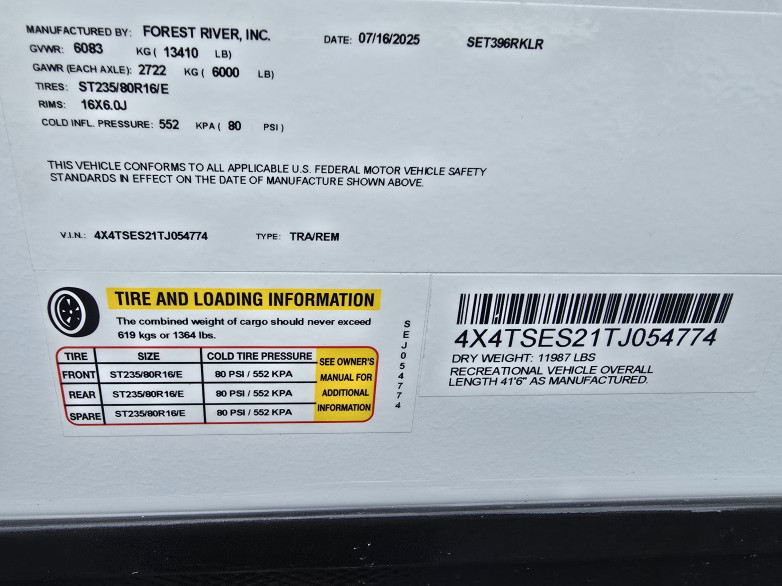 MANUFACTURED BY: FOREST RIVER, INC. DATE: 07/16/2025 SET396RKLR
GVWR: 6083 KG ( 13410 LB)
GAWR (EACH AXLE): 2722 KG ( 6000 LB)
TIRES: ST235/80R16/E
RIMS: 16X6.0J
COLD INFL. PRESSURE: 552 KPA ( 80 PSI )
THIS VEHICLE CONFORMS TO ALL APPLICABLE U.S. FEDERAL MOTOR VEHICLE SAFETY
STANDARDS IN EFFECT ON THE DATE OF MANUFACTURE SHOWN ABOVE.
V.I.N.: 4X4TSES21TJ054774 TYPE: TRA/REM
TIRE AND LOADING INFORMATION
The combined weight of cargo should never exceed
619 kgs or 1364 lbs.
TIRE SIZE COLD TIRE PRESSURE SEE OWNER'S
FRONT ST235/80R16/E 80 PSI / 552 KPA MANUAL FOR
REAR ST235/80R16/E 80 PSI / 552 KPA ADDITIONAL
SPARE ST235/80R16/E 80 PSI / 552 KPA INFORMATION
SEJ054774
4X4TSES21TJ054774
DRY WEIGHT: 11987 LBS
RECREATIONAL VEHICLE OVERALL
LENGTH 41'6" AS MANUFACTURED.